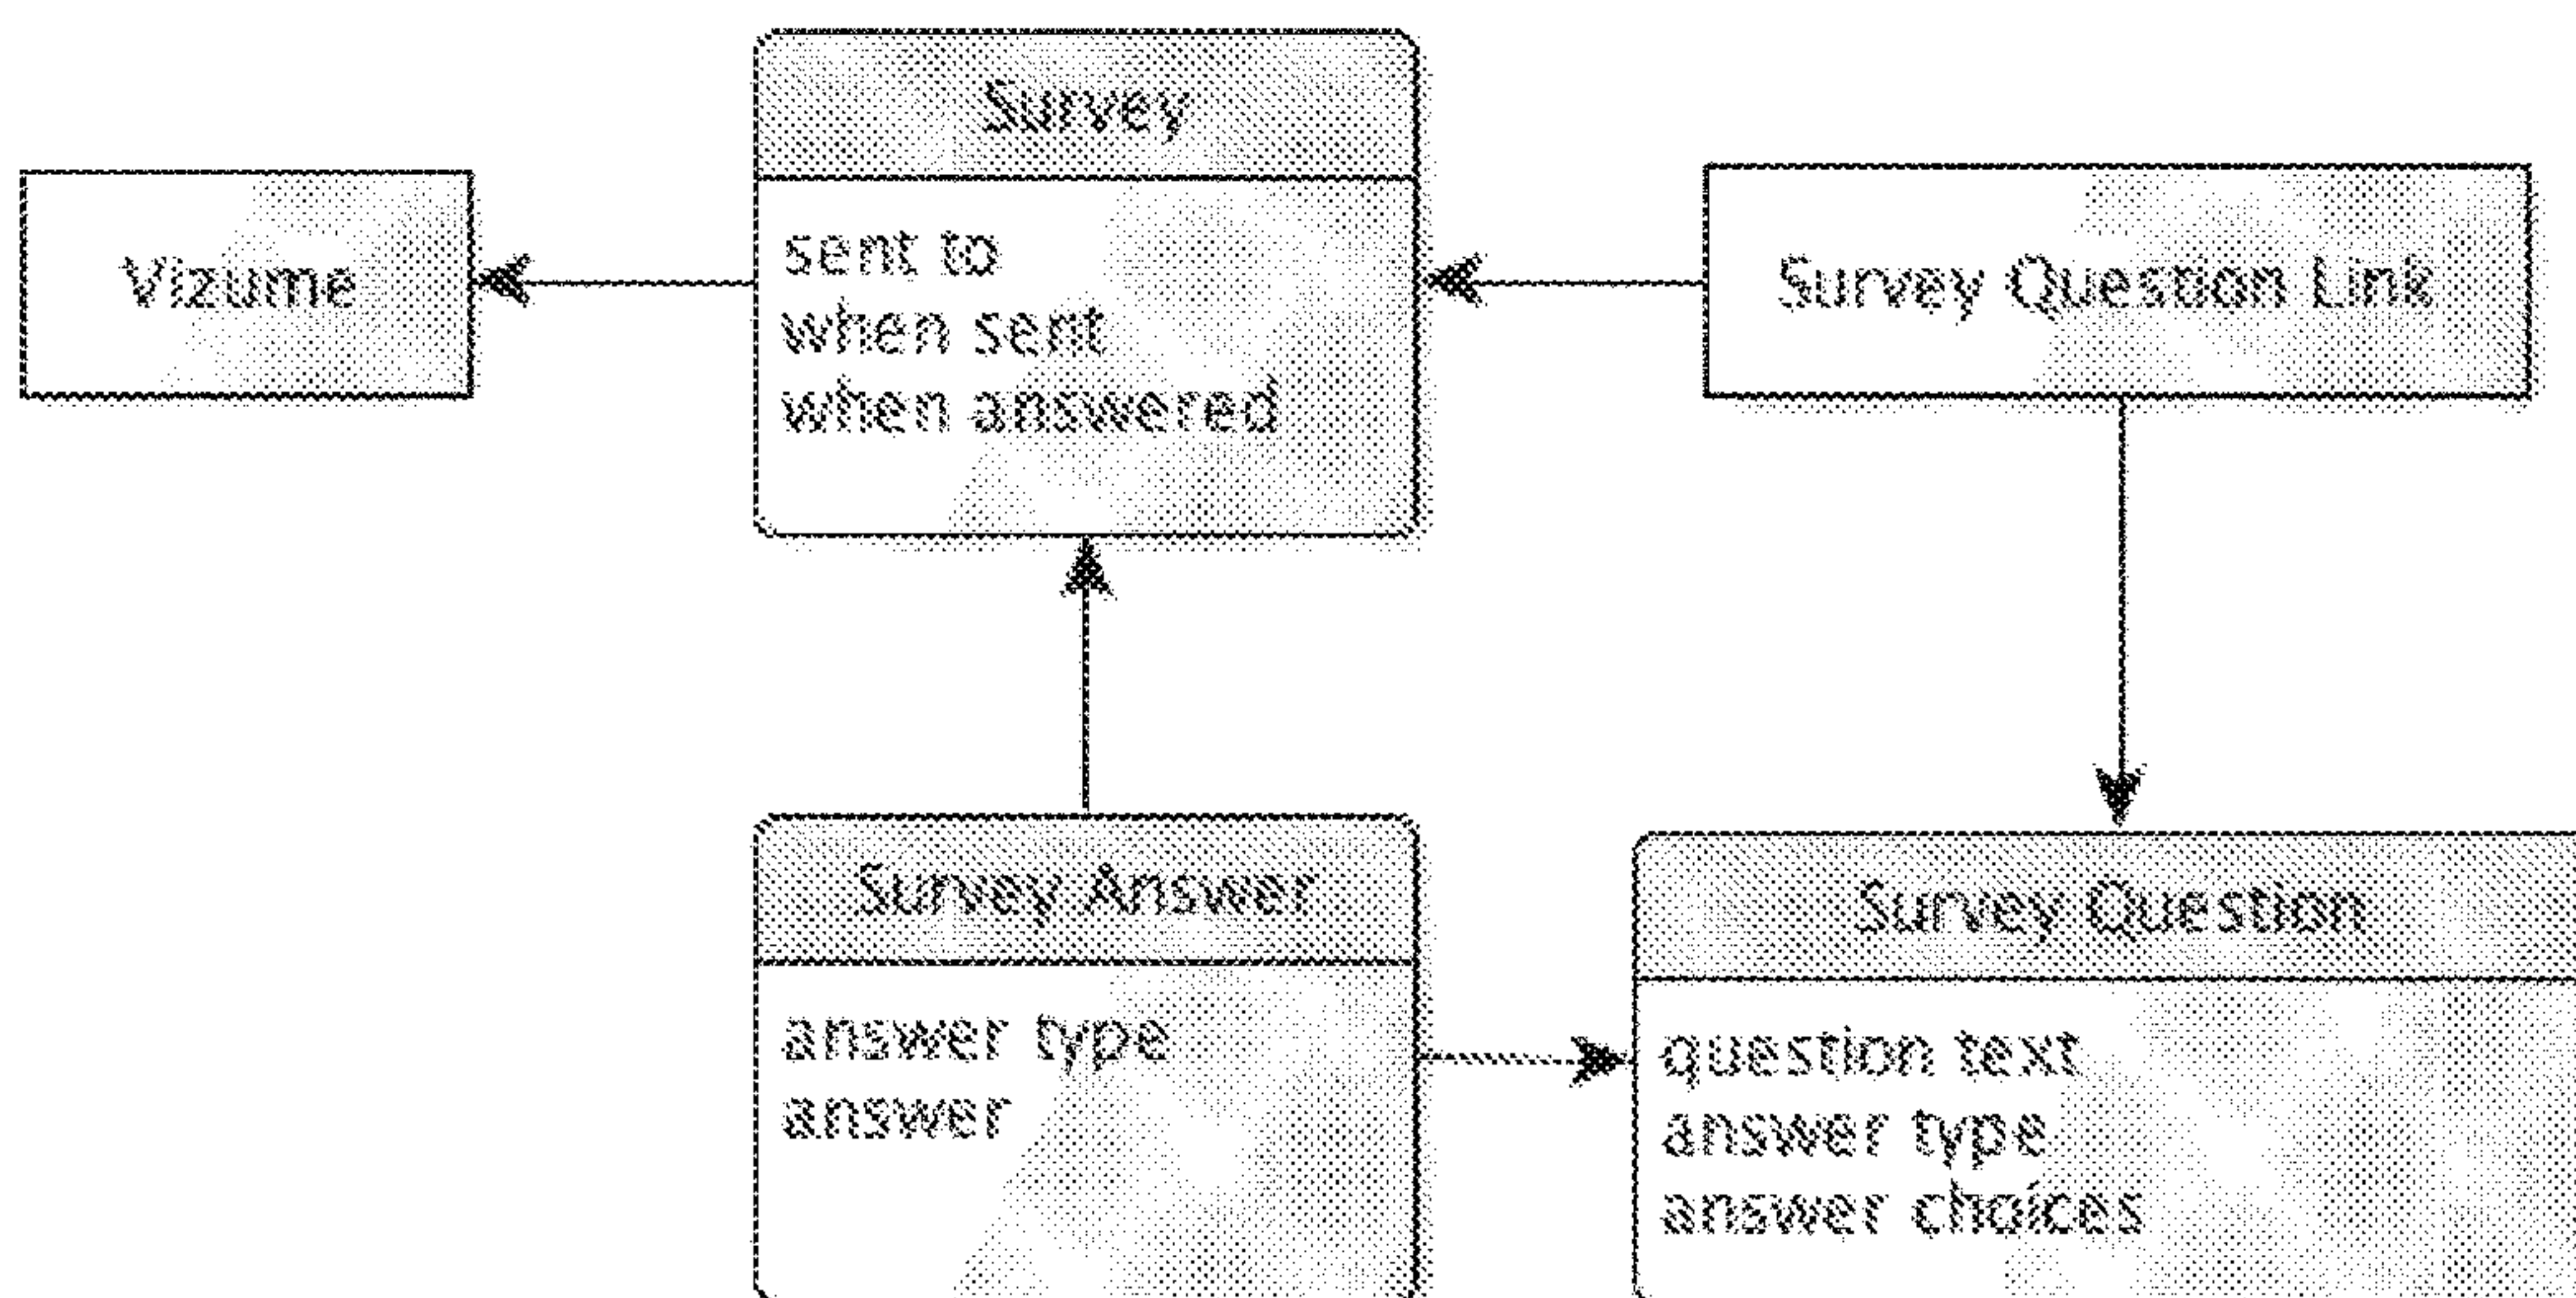 Survey
sent to
when sent
when answered
Vizume
Survey Question Link
Survey Answer
answer type
answer
Survey Question
question text
answer type
answer choices